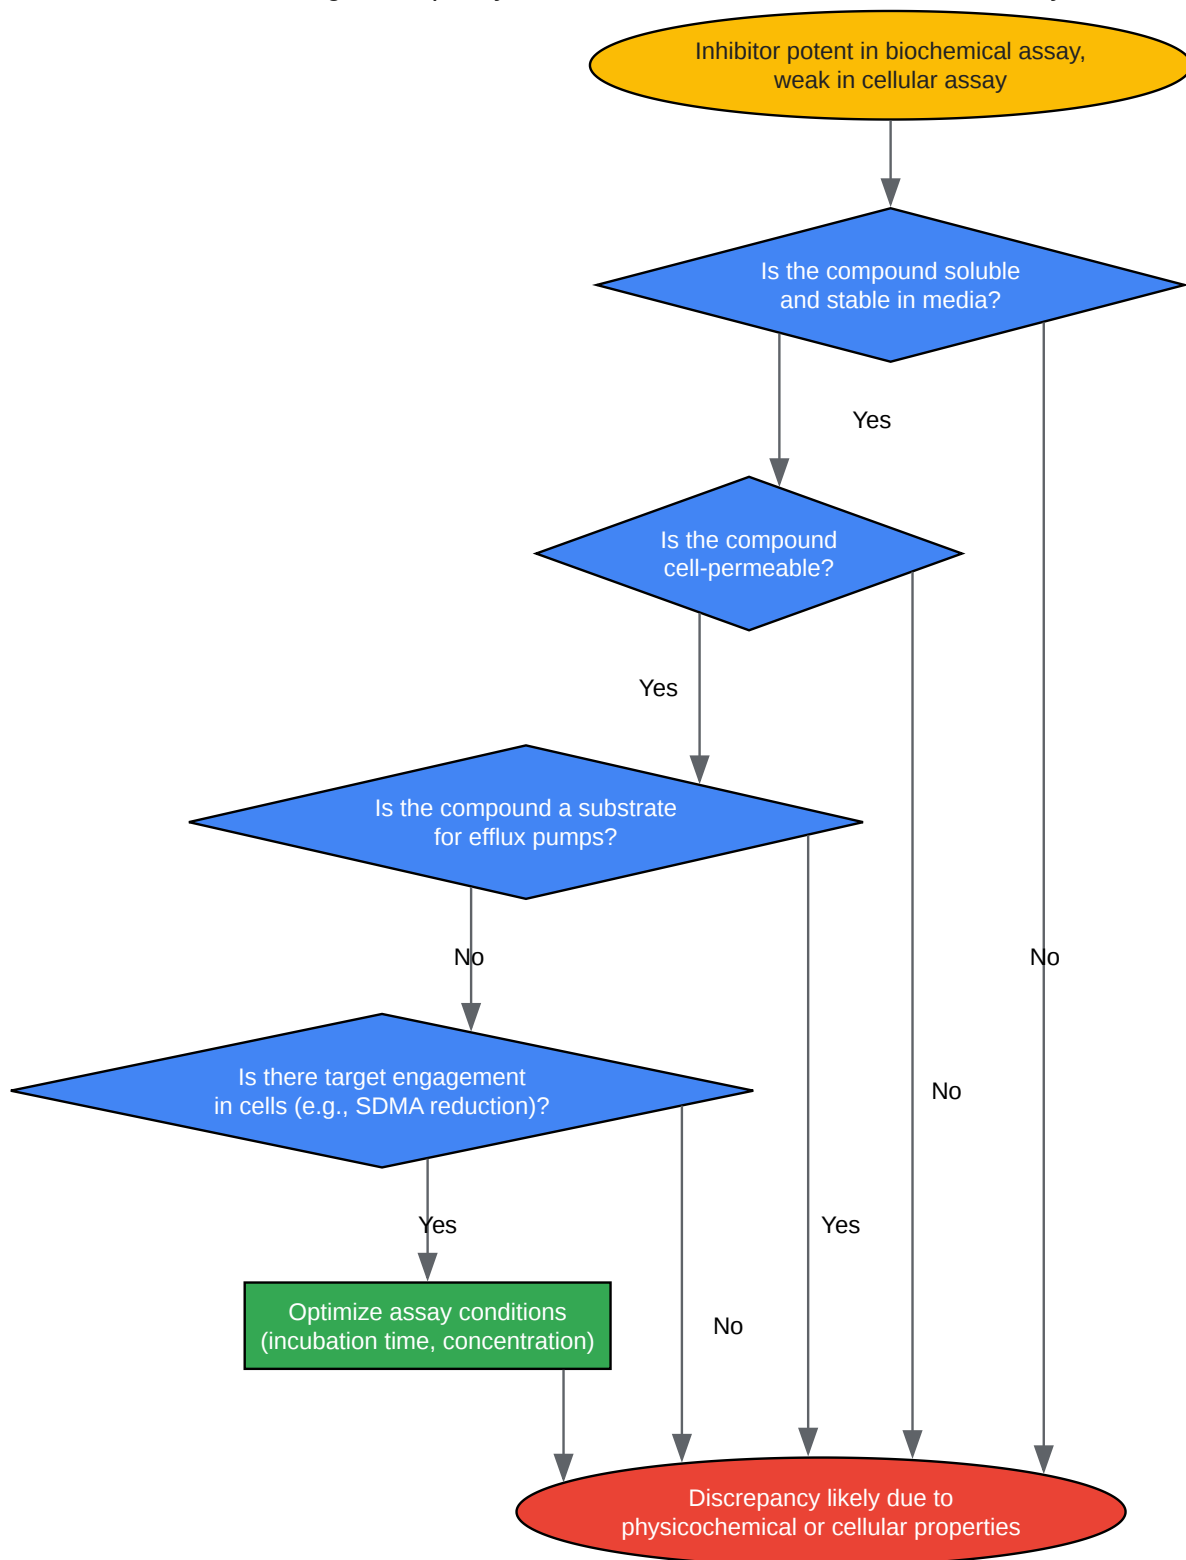 Inhibitor potent in biochemical assay,
weak in cellular assay
Is the compound soluble
and stable in media?
Yes
Is the compound
cell-permeable?
Yes
Is the compound a substrate
for efflux pumps?
No
No
Is there target engagement
in cells (e.g., SDMA reduction)?
No
Yes
Yes
Optimize assay conditions
(incubation time, concentration)
No
Discrepancy likely due to
physicochemical or cellular properties